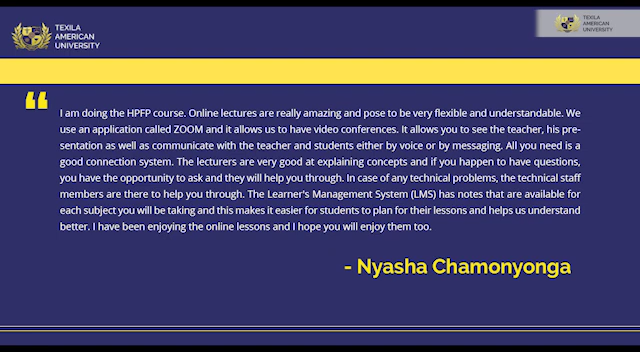 TEXILA
AMERICAN
UNIVERSITY
TEXILA
AMERICAN
UNIVERSITY
“
I am doing the HPFP course. Online lectures are really amazing and pose to be very flexible and understandable. We
use an application called ZOOM and it allows us to have video conferences. It allows you to see the teacher, his pre-
sentation as well as communicate with the teacher and students either by voice or by messaging. All you need is a
good connection system. The lecturers are very good at explaining concepts and if you happen to have questions,
you have the opportunity to ask and they will help you through. In case of any technical problems, the technical staff
members are there to help you through. The Learner's Management System (LMS) has notes that are available for
each subject you will be taking and this makes it easier for students to plan for their lessons and helps us understand
better. I have been enjoying the online lessons and I hope you will enjoy them too.
- Nyasha Chamonyonga